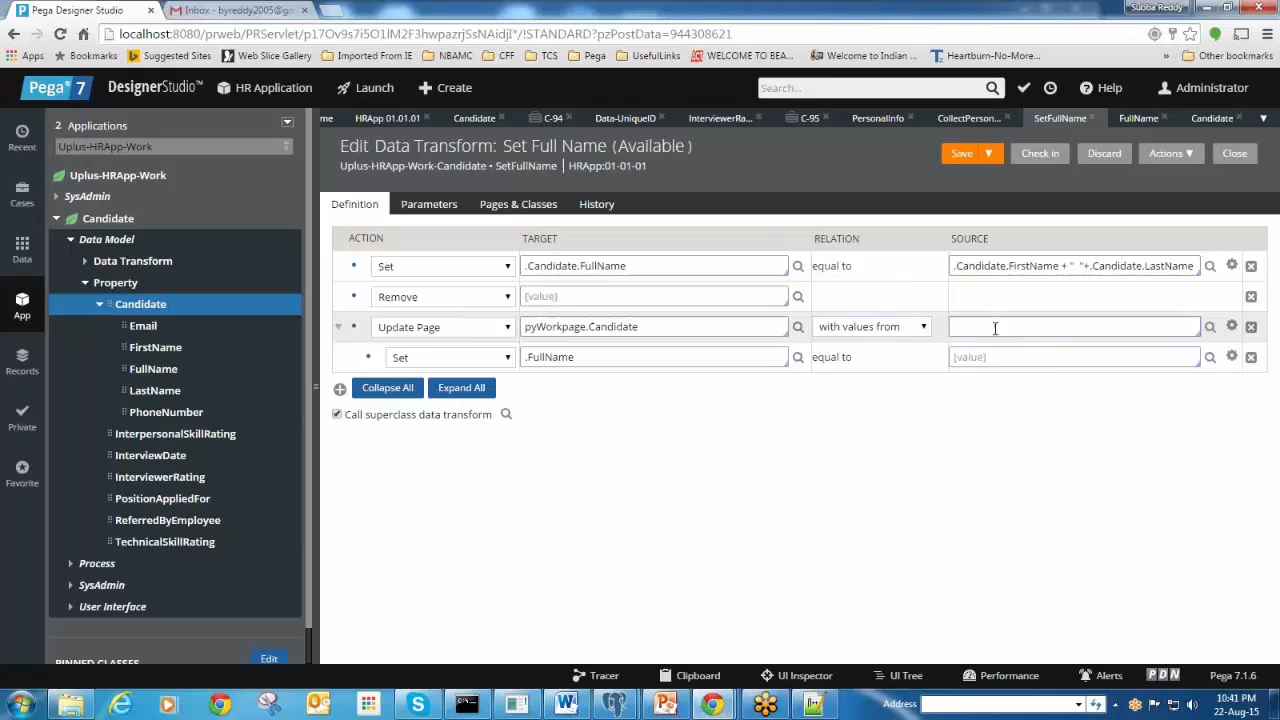 Pega Designer Studio
Inbox - byreddy2005@gm
Subba Reddy
Apps
Bookmarks
Suggested Sites
Web Slice Gallery
Imported From IE
NBAMC
CFF
TCS
Pega
UsefulLinks
WELCOME TO BEA...
Welcome to Indian ...
Heartburn-No-More...
»
Other bookmarks
Pega 7
DesignerStudio™
HR Application
Launch
Create
Search...
Help
Administrator
2 Applications
me
HRApp 01.01.01
Candidate
C-94
Data-UniqueID
InterviewerRa...
C-95
PersonalInfo
CollectPerson...
SetFullName
FullName
Candidate
Recent
Cases
Data
App
Records
Private
Favorite
Uplus-HRApp-Work
Uplus-HRApp-Work
SysAdmin
Candidate
Data Model
Data Transform
Property
Candidate
Email
FirstName
FullName
LastName
PhoneNumber
InterpersonalSkillRating
InterviewDate
InterviewerRating
PositionAppliedFor
ReferredByEmployee
TechnicalSkillRating
Process
SysAdmin
User Interface
PINNED CLASSES
Edit
Edit Data Transform: Set Full Name (Available)
Uplus-HRApp-Work-Candidate • SetFullName HRApp:01-01-01
Save
Check in
Discard
Actions
Close
Definition
Parameters
Pages & Classes
History
ACTION TARGET RELATION SOURCE
Set .Candidate.FullName equal to .Candidate.FirstName + " "+.Candidate.LastName
Remove [value]
Update Page pyWorkpage.Candidate with values from
Set .FullName equal to [value]
Collapse All
Expand All
Call superclass data transform
Tracer
Clipboard
UI Inspector
UI Tree
Performance
Alerts
PDN
Pega 7.1.6
Address
10:41 PM
22-Aug-15